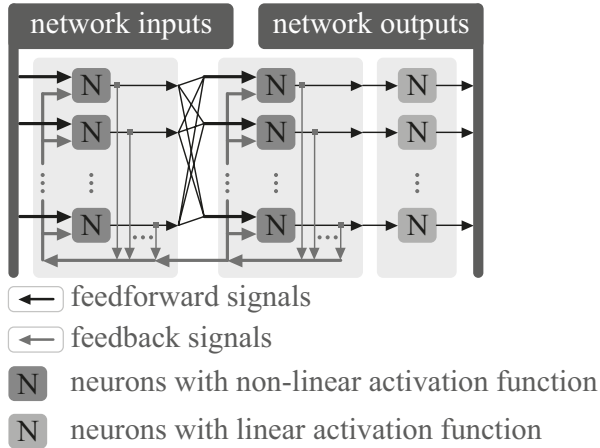 network inputs
network outputs
N N N
N N N
N N N
feedforward signals
feedback signals
N neurons with non-linear activation function
N neurons with linear activation function